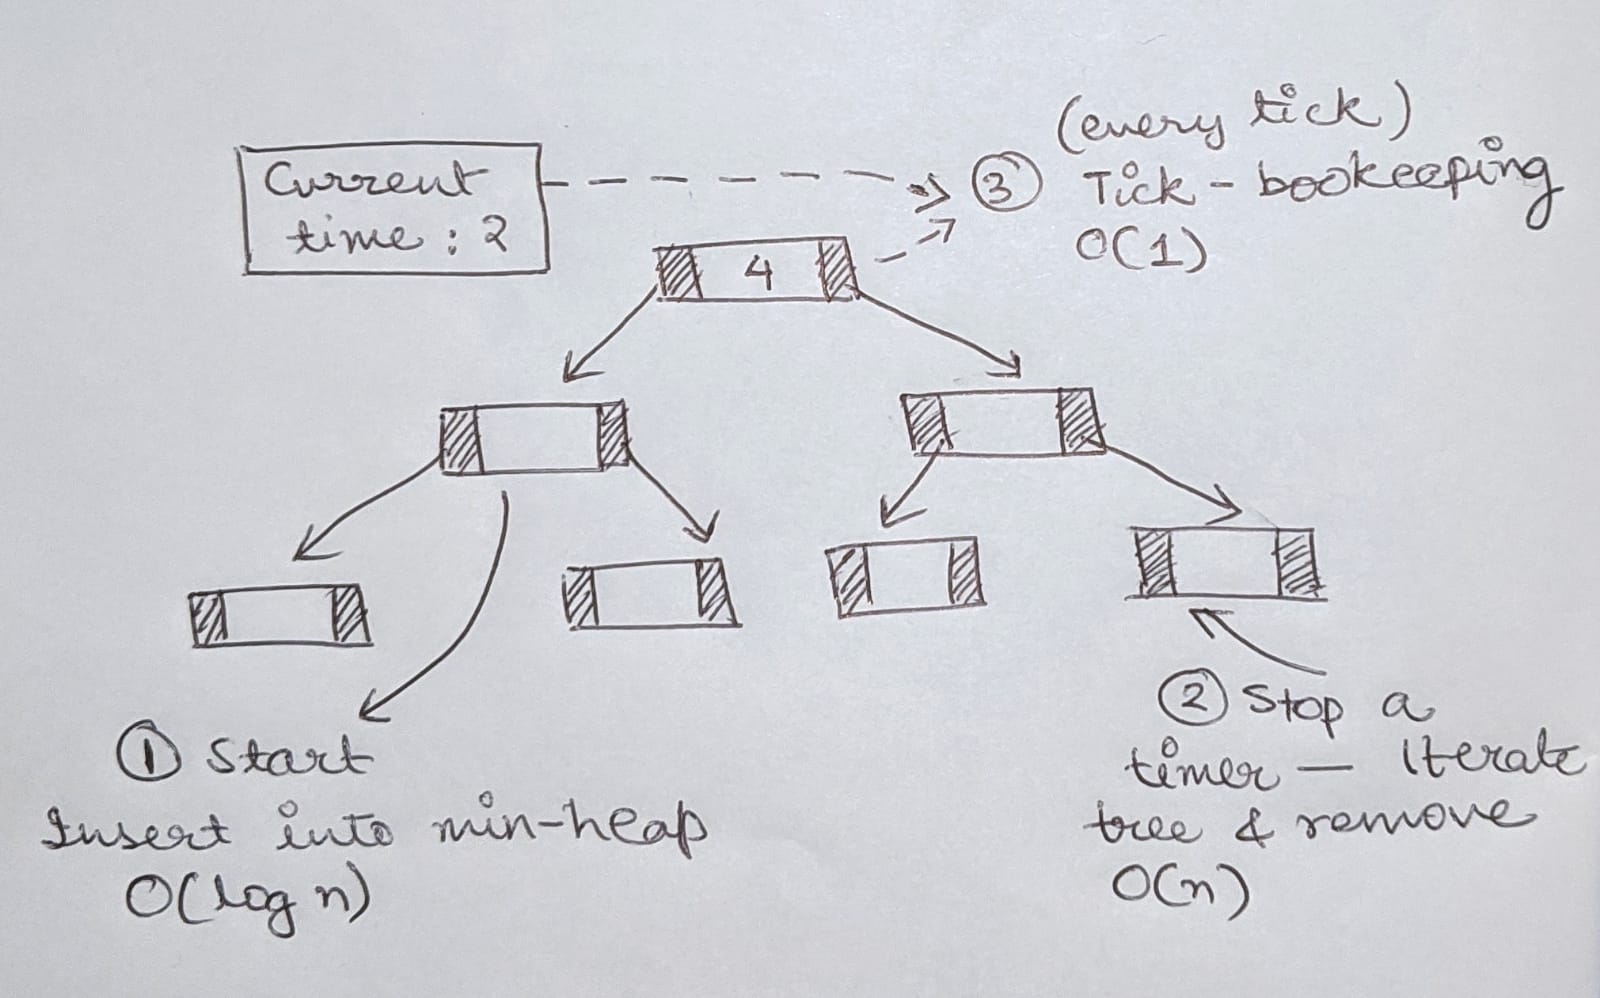 Current
time : 2
(every tick)
③ Tick - bookeeping
O(1)
4
① Start
Insert into min-heap
O(log n)
② Stop a
timer — Iterate
tree & remove
O(n)